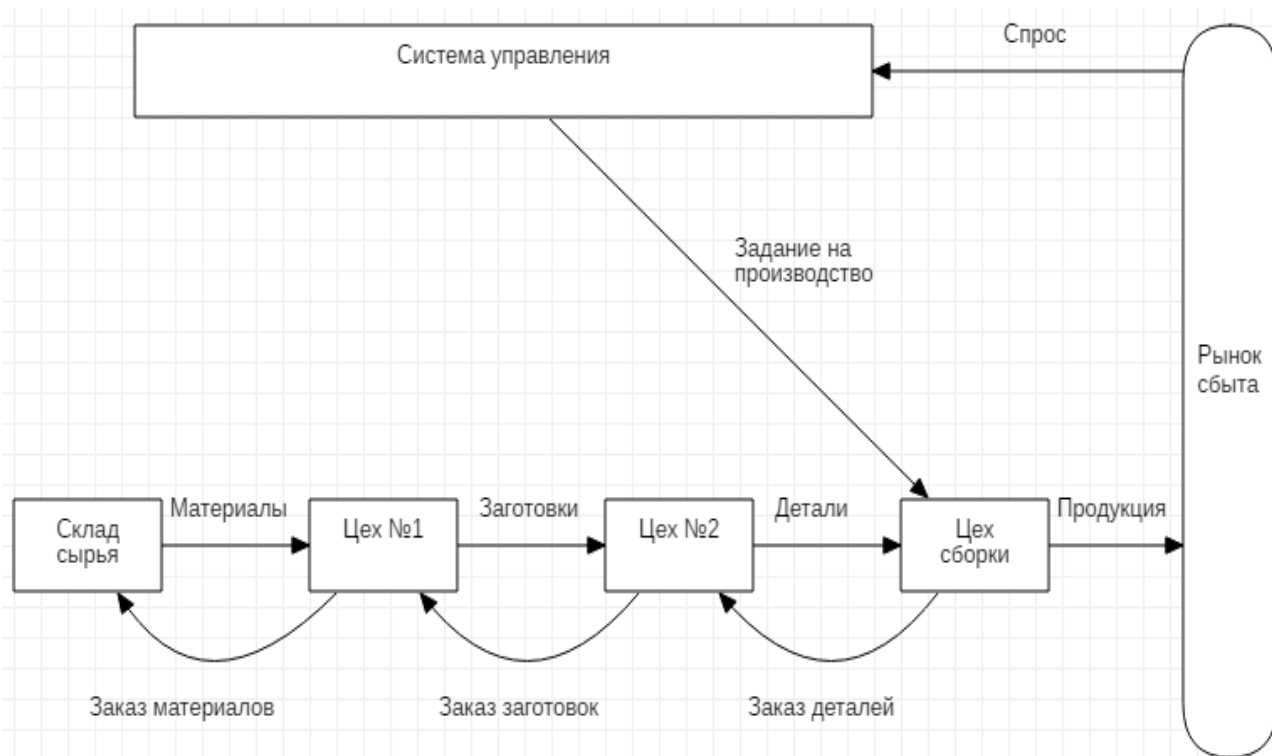 Спрос
Система управления
Задание на
производство
Рынок
сбыта
Материалы
Заготовки
Детали
Продукция
Склад
сырья
Цех №1
Цех №2
Цех
сборки
Заказ материалов
Заказ заготовок
Заказ деталей